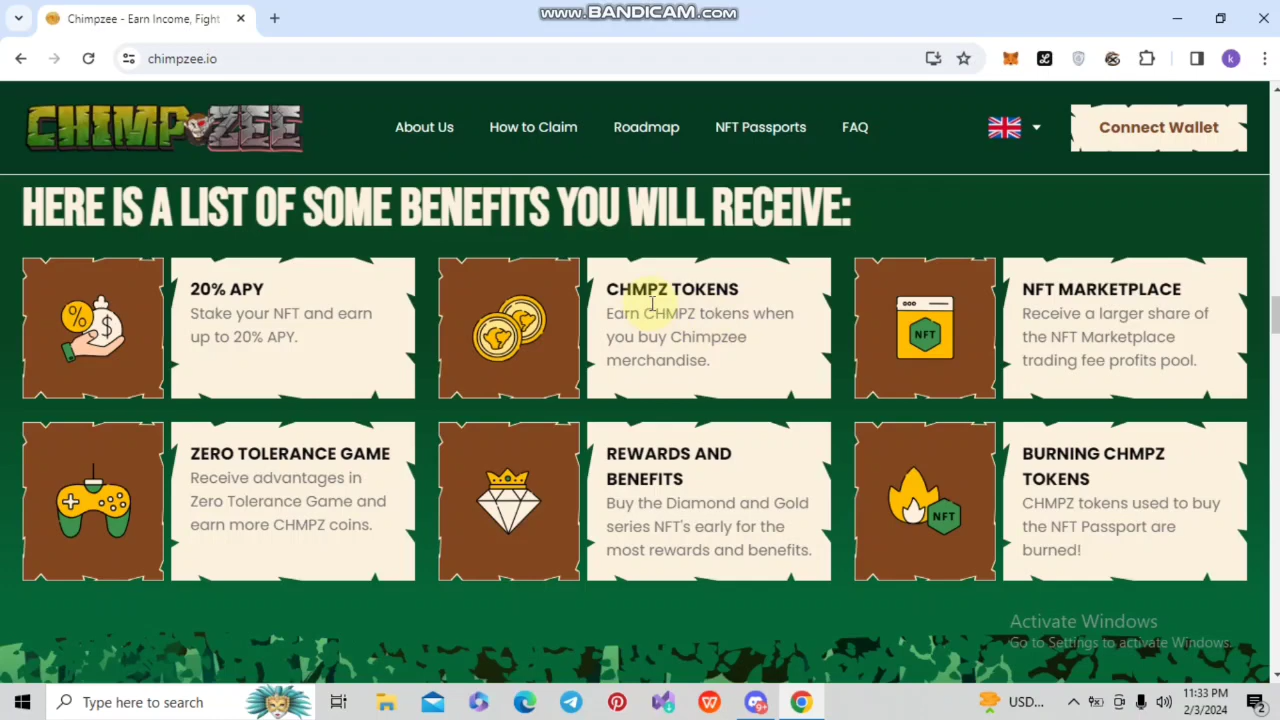 www.BANDICAM.com
Chimpzee - Earn Income, Fight
chimpzee.io
CHIMPZEE
About Us
How to Claim
Roadmap
NFT Passports
FAQ
Connect Wallet
HERE IS A LIST OF SOME BENEFITS YOU WILL RECEIVE:
20% APY
Stake your NFT and earn
up to 20% APY.
CHMPZ TOKENS
Earn CHMPZ tokens when
you buy Chimpzee
merchandise.
NFT
NFT MARKETPLACE
Receive a larger share of
the NFT Marketplace
trading fee profits pool.
ZERO TOLERANCE GAME
Receive advantages in
Zero Tolerance Game and
earn more CHMPZ coins.
REWARDS AND
BENEFITS
Buy the Diamond and Gold
series NFT's early for the
most rewards and benefits.
NFT
BURNING CHMPZ
TOKENS
CHMPZ tokens used to buy
the NFT Passport are
burned!
Activate Windows
Go to Settings to activate Windows.
Type here to search
USD...
11:33 PM
2/3/2024